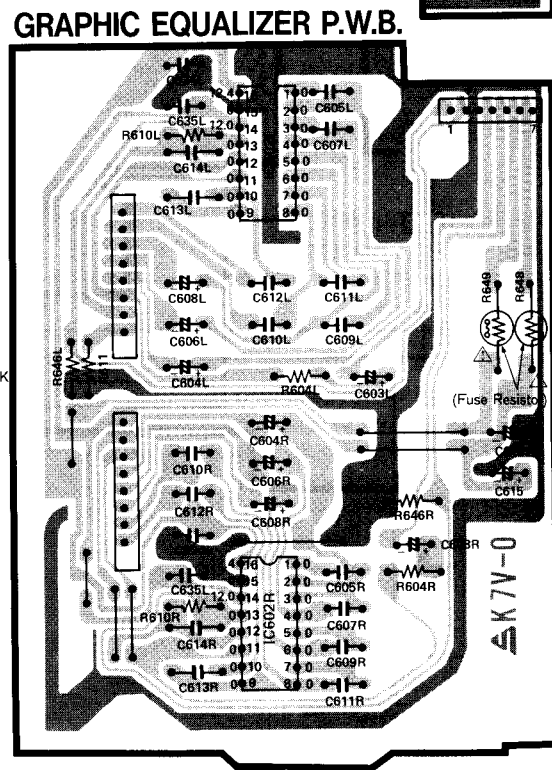 GRAPHIC EQUALIZER P.W.B.
C605L
C635L
R610L
C607L
C614L
C613L
1 7
C608L C612L C611L
C606L C610L C609L
R649 R648
R646L
C604L R604L C603L
(Fuse Resistor)
K
C604R
C610R
C606R
C612R
C608R
C615
R646R
C635L
R610R
C614R
C613R
IC602R
C605R
R604R
C607R
C609R
C611R
K7V-0